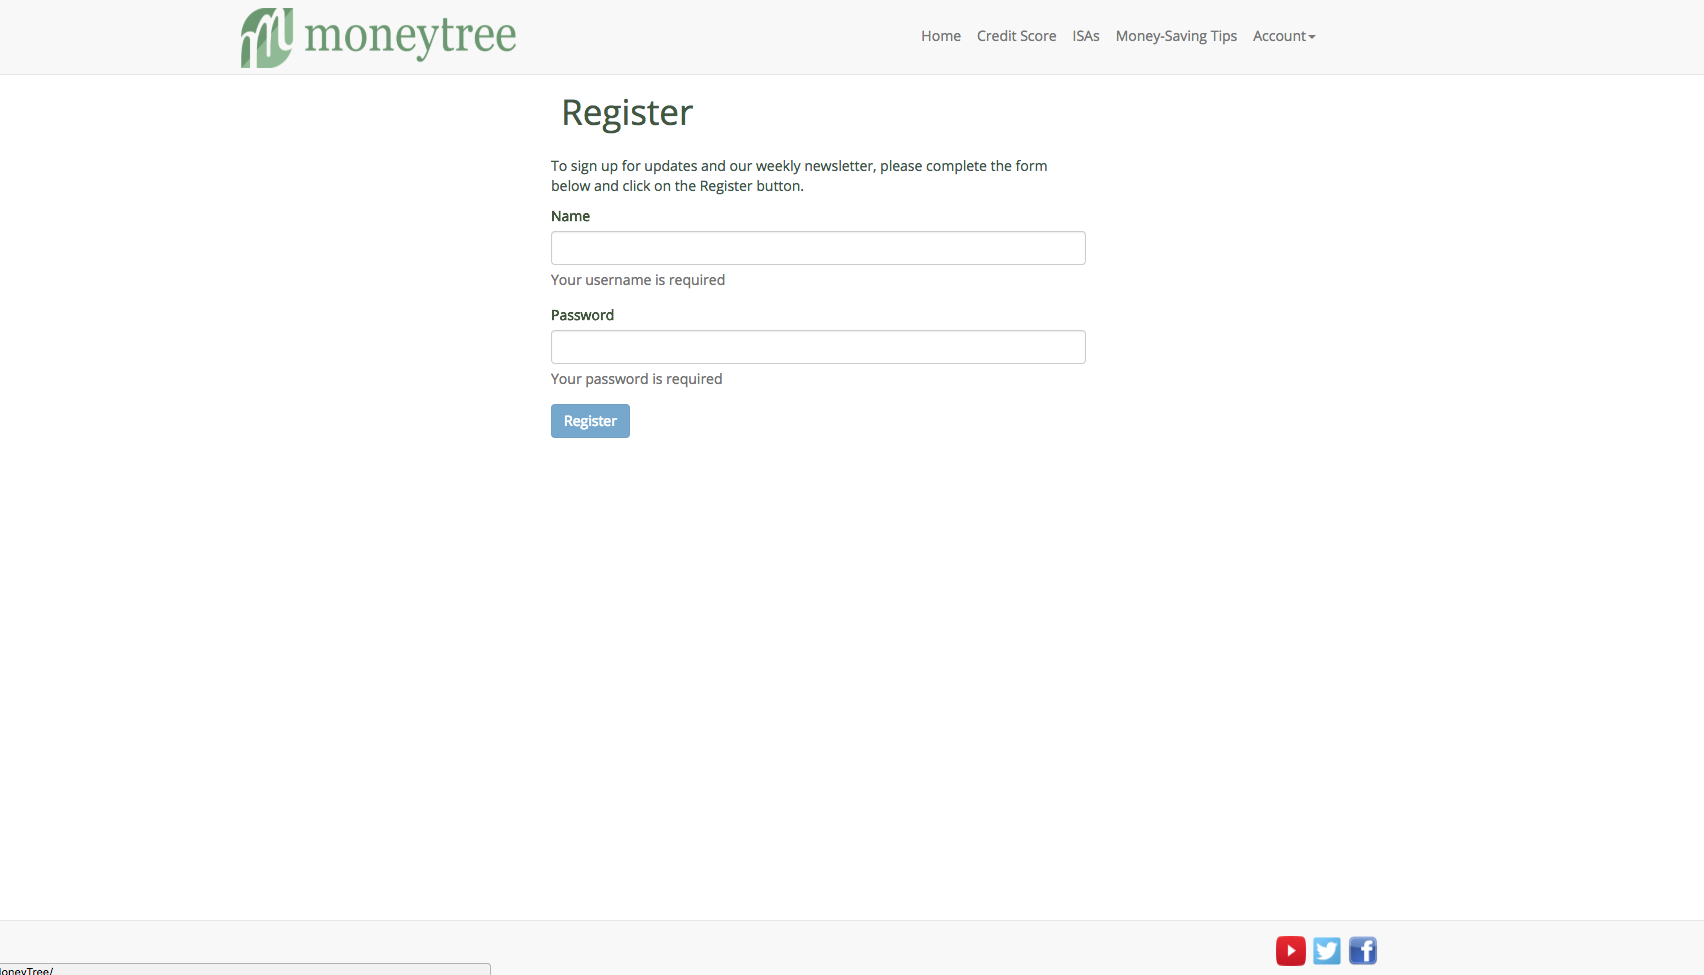 moneytree
Home Credit Score ISAs Money-Saving Tips Account
Register
To sign up for updates and our weekly newsletter, please complete the form
below and click on the Register button.
Name
Your username is required
Password
Your password is required
Register